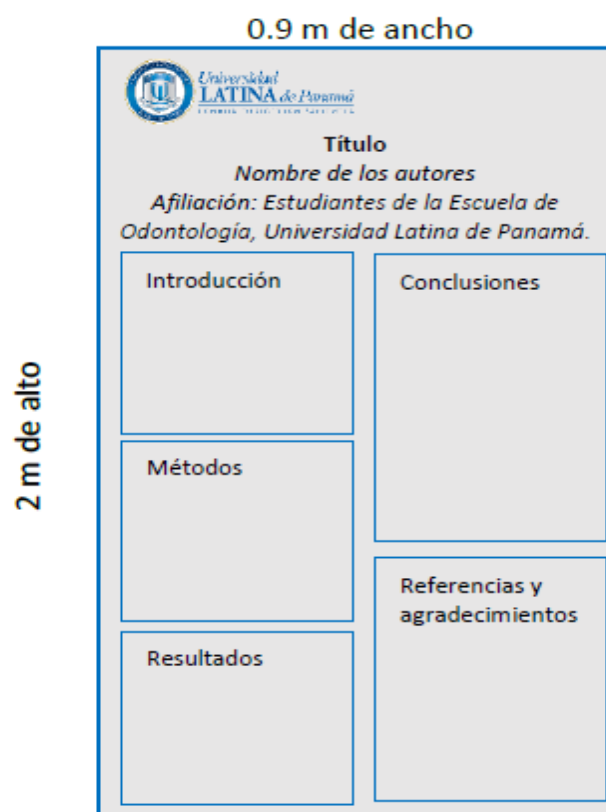 0.9 m de ancho
Universidad
LATINA de Panamá
Título
Nombre de los autores
Afiliación: Estudiantes de la Escuela de
Odontología, Universidad Latina de Panamá.
Introducción
Métodos
Resultados
Conclusiones
Referencias y
agradecimientos
2 m de alto